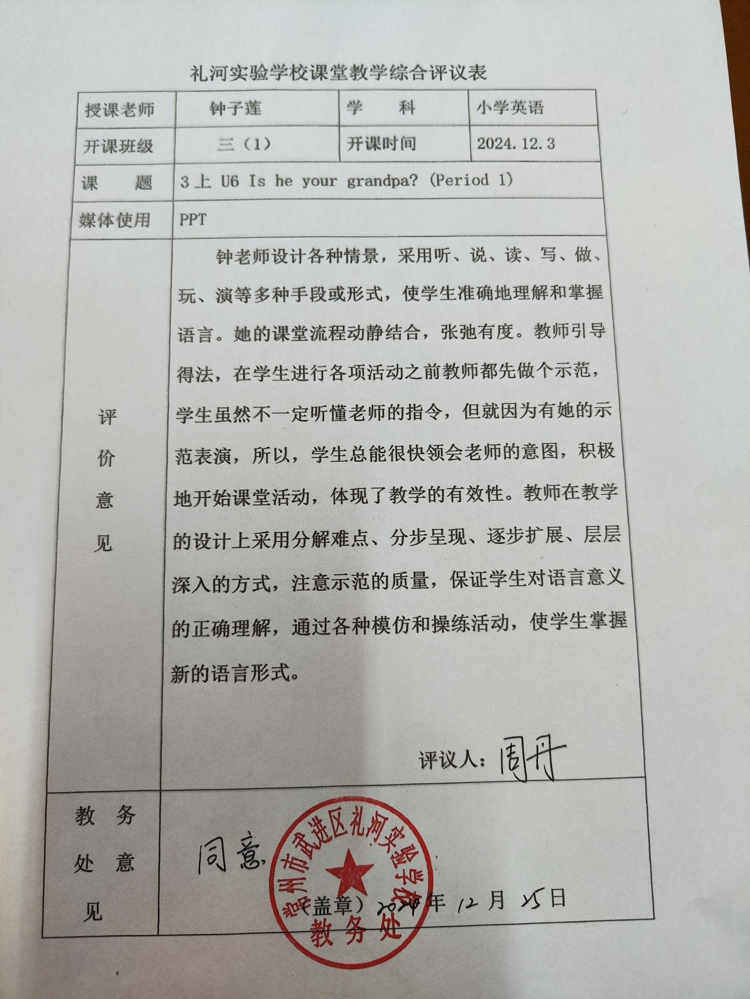 礼河实验学校课堂教学综合评议表
授课老师 钟子莲 学 科 小学英语
开课班级 三（1） 开课时间 2024.12.3
课 题 3上 U6 Is he your grandpa? (Period 1)
媒体使用 PPT
评价意见
钟老师设计各种情景，采用听、说、读、写、做、
玩、演等多种手段或形式，使学生准确地理解和掌握
语言。她的课堂流程动静结合，张弛有度。教师引导
得法，在学生进行各项活动之前教师都先做个示范，
学生虽然不一定听懂老师的指令，但就因为有她的示
范表演，所以，学生总能很快领会老师的意图，积极
地开始课堂活动，体现了教学的有效性。教师在教学
的设计上采用分解难点、分步呈现、逐步扩展、层层
深入的方式，注意示范的质量，保证学生对语言意义
的正确理解，通过各种模仿和操练活动，使学生掌握
新的语言形式。
评议人：周丹
教务处意见
同意
常州市武进区礼河实验学校
（盖章）2024年12月25日
教务处